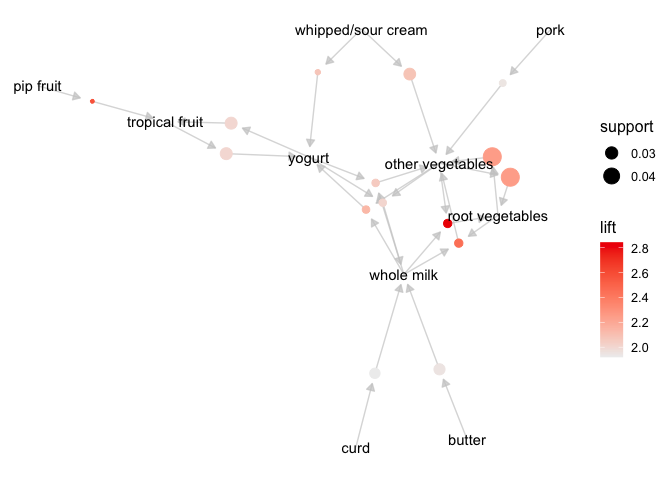 whipped/sour cream
pork
pip fruit
tropical fruit
yogurt
other vegetables
root vegetables
whole milk
curd
butter
support
0.03
0.04
lift
2.8
2.6
2.4
2.2
2.0